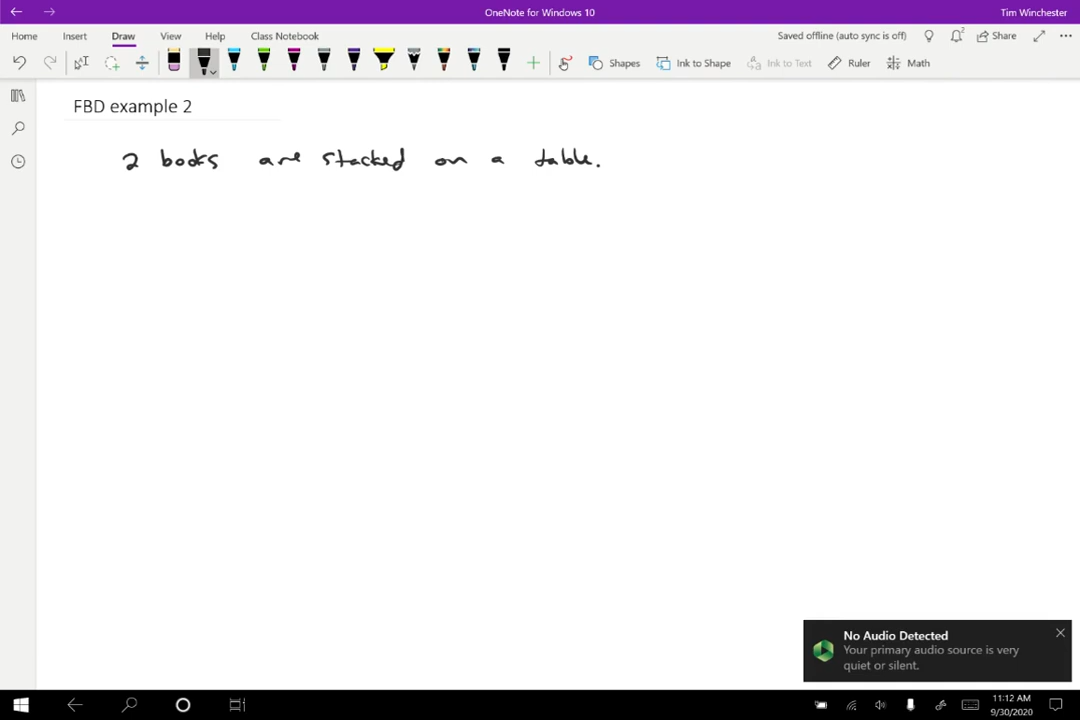 OneNote for Windows 10
Tim Winchester
Home Insert Draw View Help Class Notebook
Saved offline (auto sync is off) Share
Shapes Ink to Shape Ink to Text Ruler Math
FBD example 2
2 books are stacked on a table.
No Audio Detected
Your primary audio source is very
quiet or silent.
11:12 AM
9/30/2020